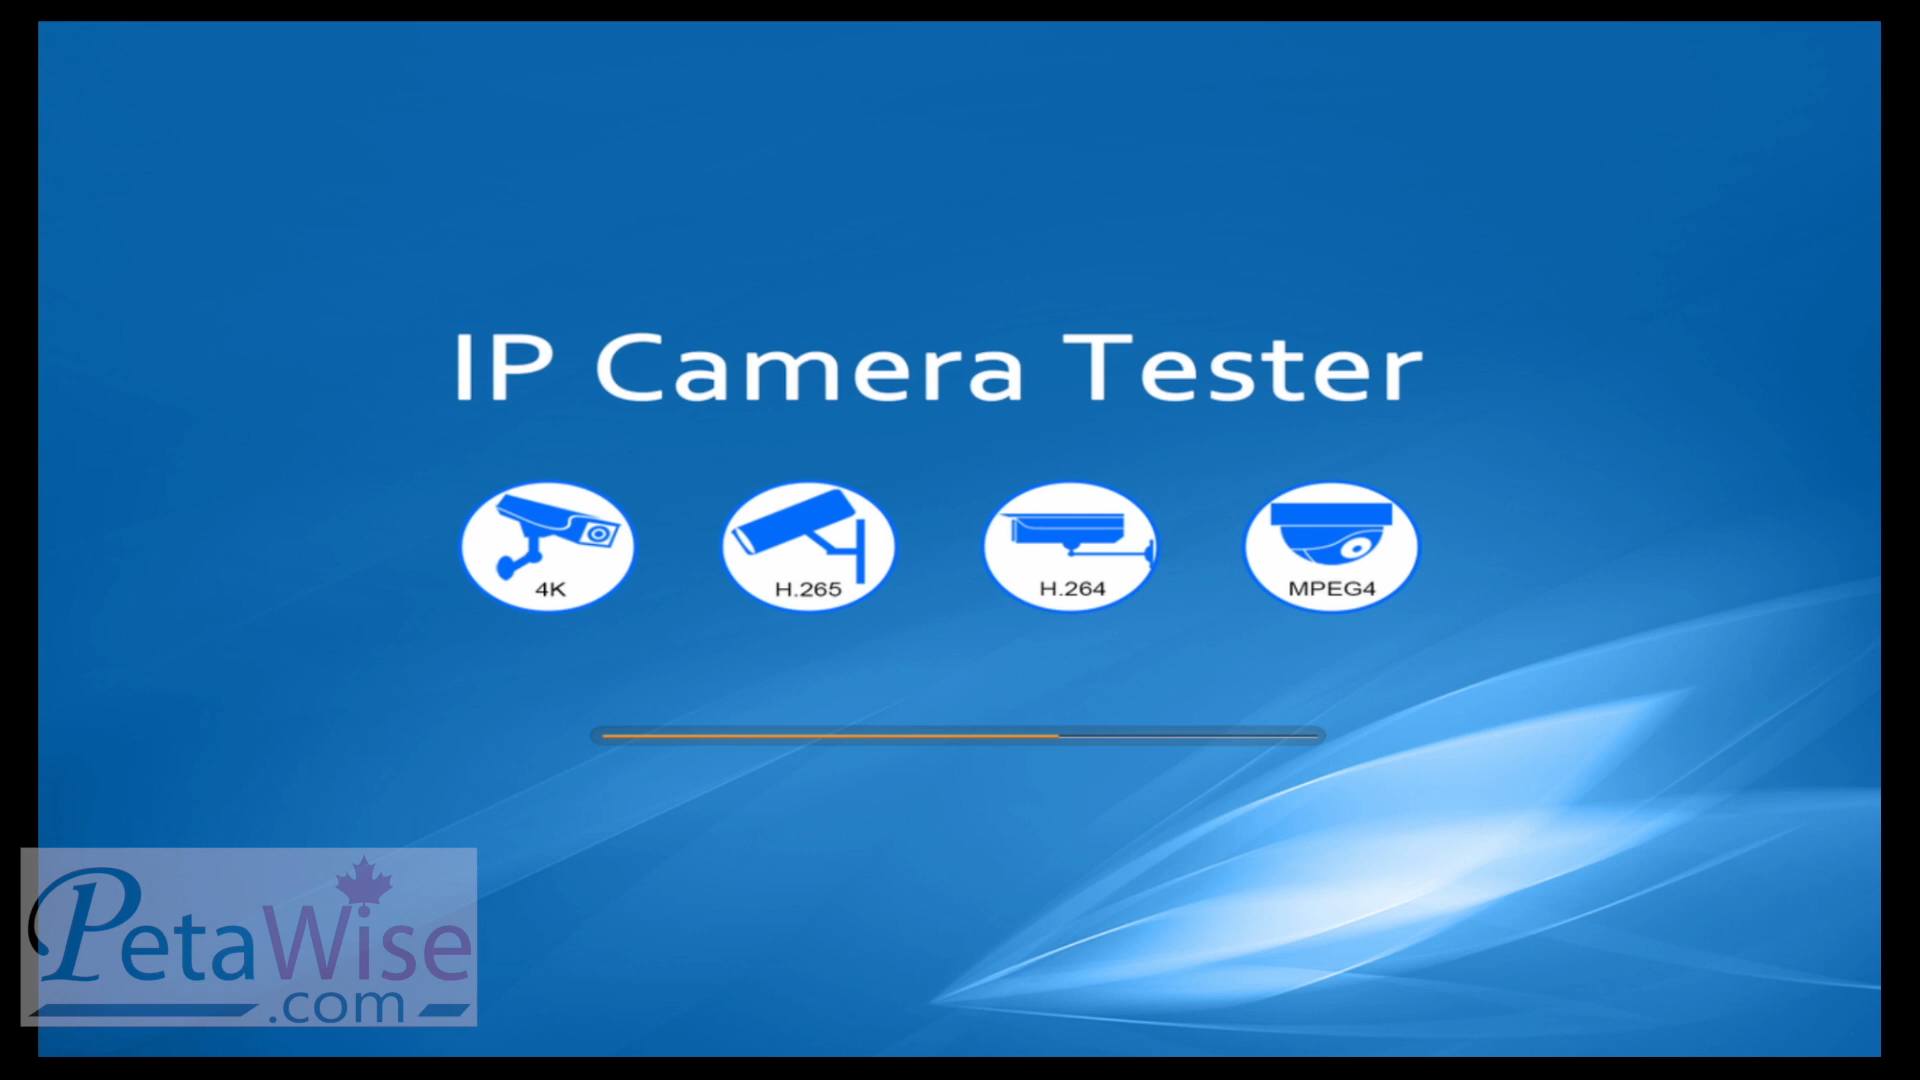 IP Camera Tester
4K
H.265
H.264
MPEG4
PetaWise
.com